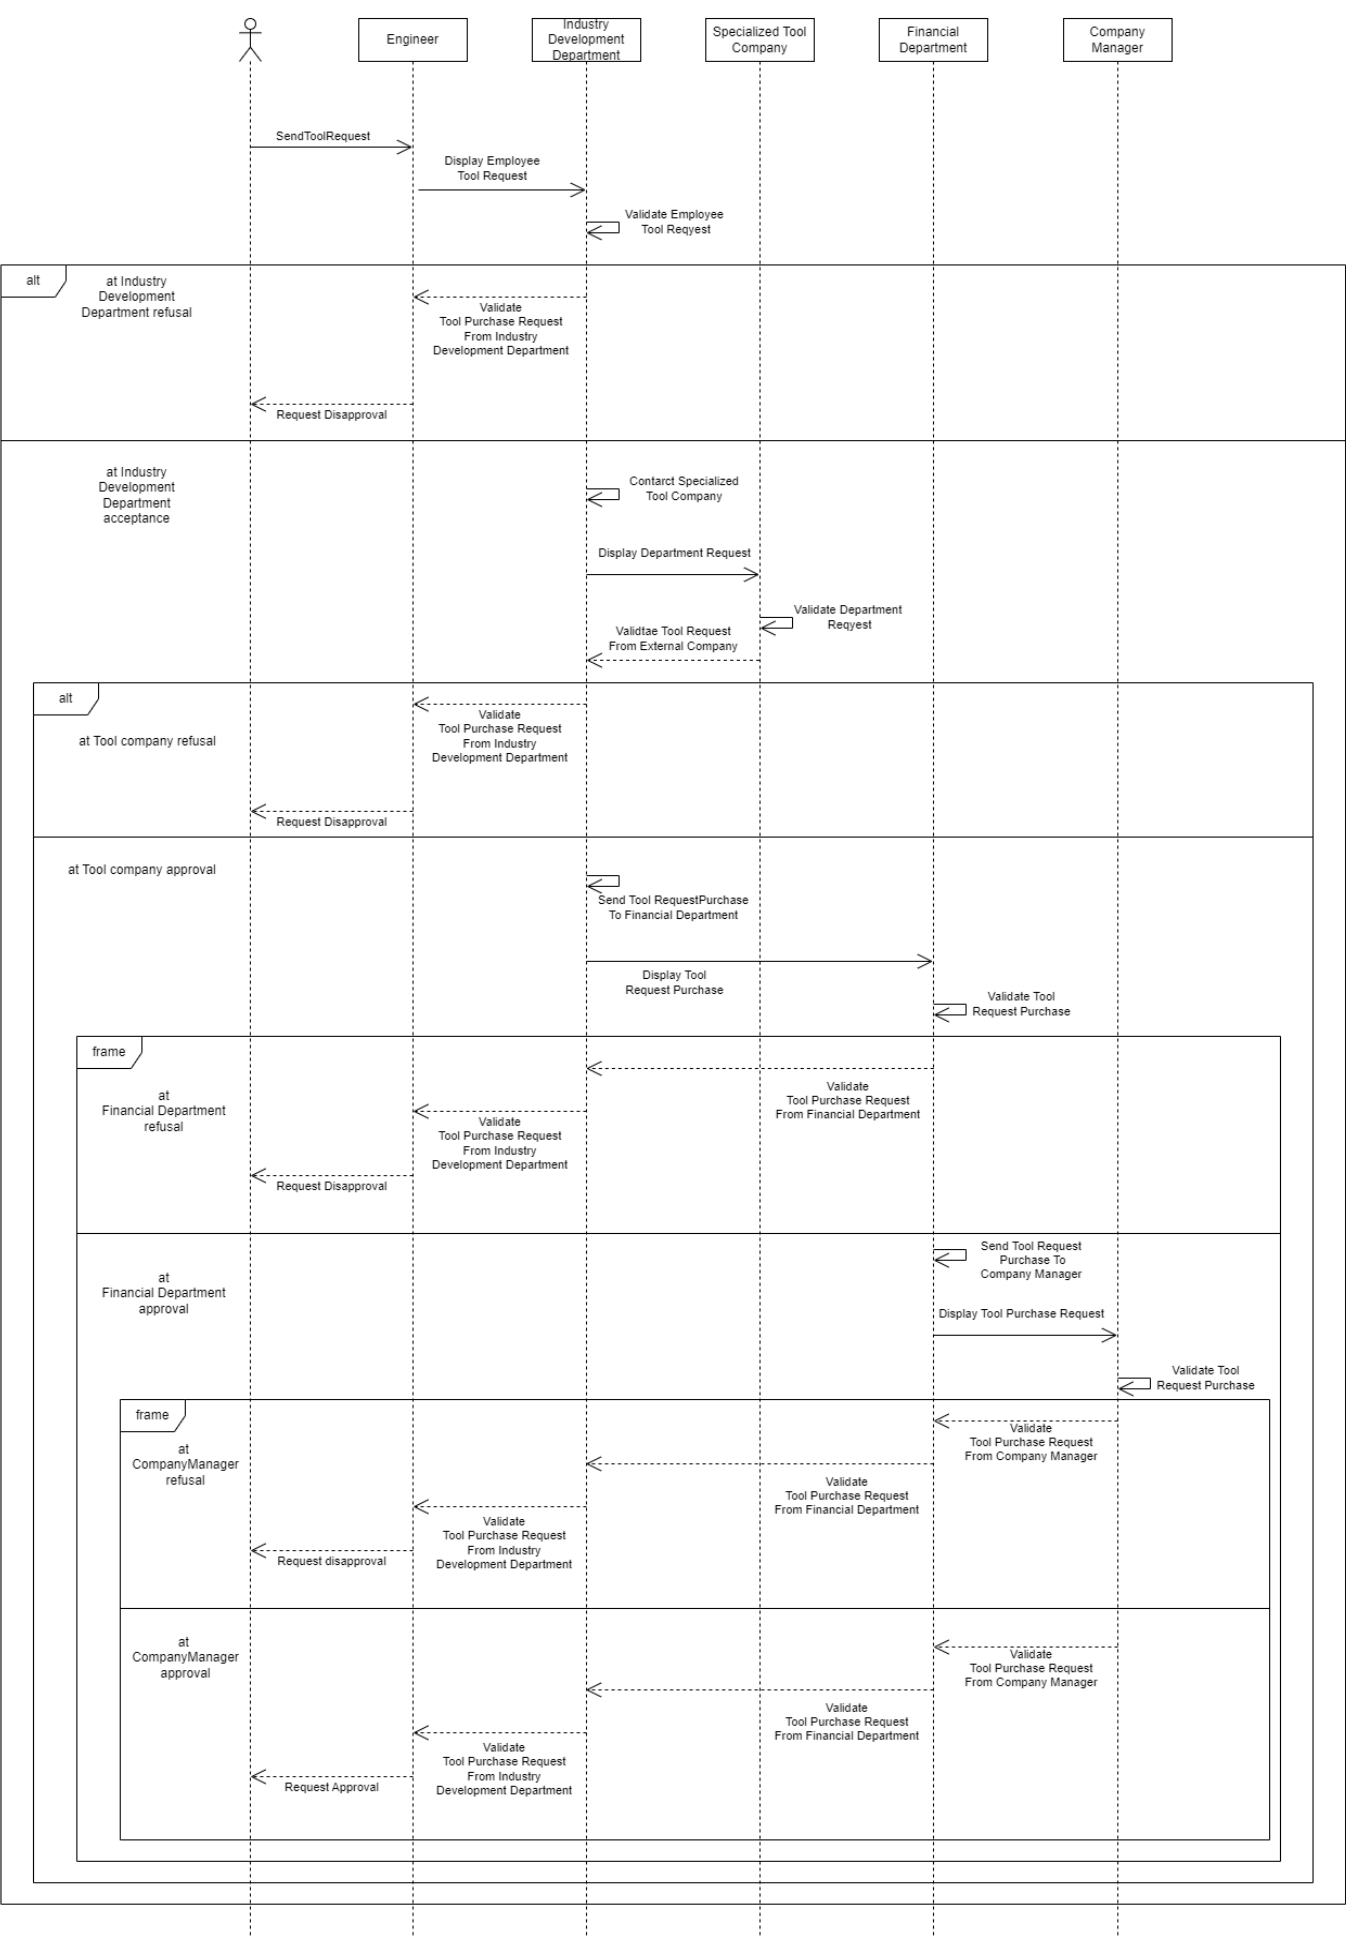 Engineer
Industry
Development
Department
Specialized Tool
Company
Financial
Department
Company
Manager
SendToolRequest
Display Employee
Tool Request
Validate Employee
Tool Reqyest
alt
at Industry
Development
Department refusal
Validate
Tool Purchase Request
From Industry
Development Department
Request Disapproval
at Industry
Development
Department
acceptance
Contarct Specialized
Tool Company
Display Department Request
Validate Department
Reqyest
Validtae Tool Request
From External Company
alt
at Tool company refusal
Validate
Tool Purchase Request
From Industry
Development Department
Request Disapproval
at Tool company approval
Send Tool RequestPurchase
To Financial Department
Display Tool
Request Purchase
Validate Tool
Request Purchase
frame
at
Financial Department
refusal
Validate
Tool Purchase Request
From Financial Department
Validate
Tool Purchase Request
From Industry
Development Department
Request Disapproval
at
Financial Department
approval
Send Tool Request
Purchase To
Company Manager
Display Tool Purchase Request
Validate Tool
Request Purchase
frame
at
CompanyManager
refusal
Validate
Tool Purchase Request
From Company Manager
Validate
Tool Purchase Request
From Financial Department
Validate
Tool Purchase Request
From Industry
Development Department
Request disapproval
at
CompanyManager
approval
Validate
Tool Purchase Request
From Company Manager
Validate
Tool Purchase Request
From Financial Department
Validate
Tool Purchase Request
From Industry
Development Department
Request Approval